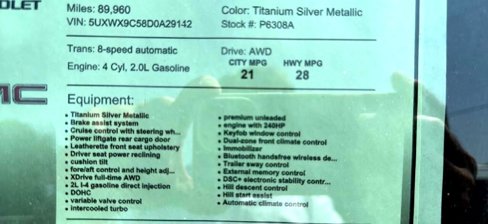 OLET
Miles: 89,960
Color: Titanium Silver Metallic
VIN: 5UXWX9C58D0A29142
Stock #: P6308A
Trans: 8-speed automatic
Drive: AWD
Engine: 4 Cyl, 2.0L Gasoline
CITY MPG
HWY MPG
21
28
MC
Equipment:
• Titanium Silver Metallic
• Brake assist system
• Cruise control with steering wh...
• Power liftgate rear cargo door
• Leatherette front seat upholstery
• Driver seat power reclining
• cushion tilt
• fore/aft control and height adj...
• XDrive full-time AWD
• 2L I-4 gasoline direct injection
• DOHC
• variable valve control
• intercooled turbo
• premium unleaded
• engine with 240HP
• Keyfob window control
• Dual-zone front climate control
• Immobilizer
• Bluetooth handsfree wireless de...
• Trailer sway control
• External memory control
• DSC+ electronic stability contr...
• Hill descent control
• Hill start assist
• Automatic climate control